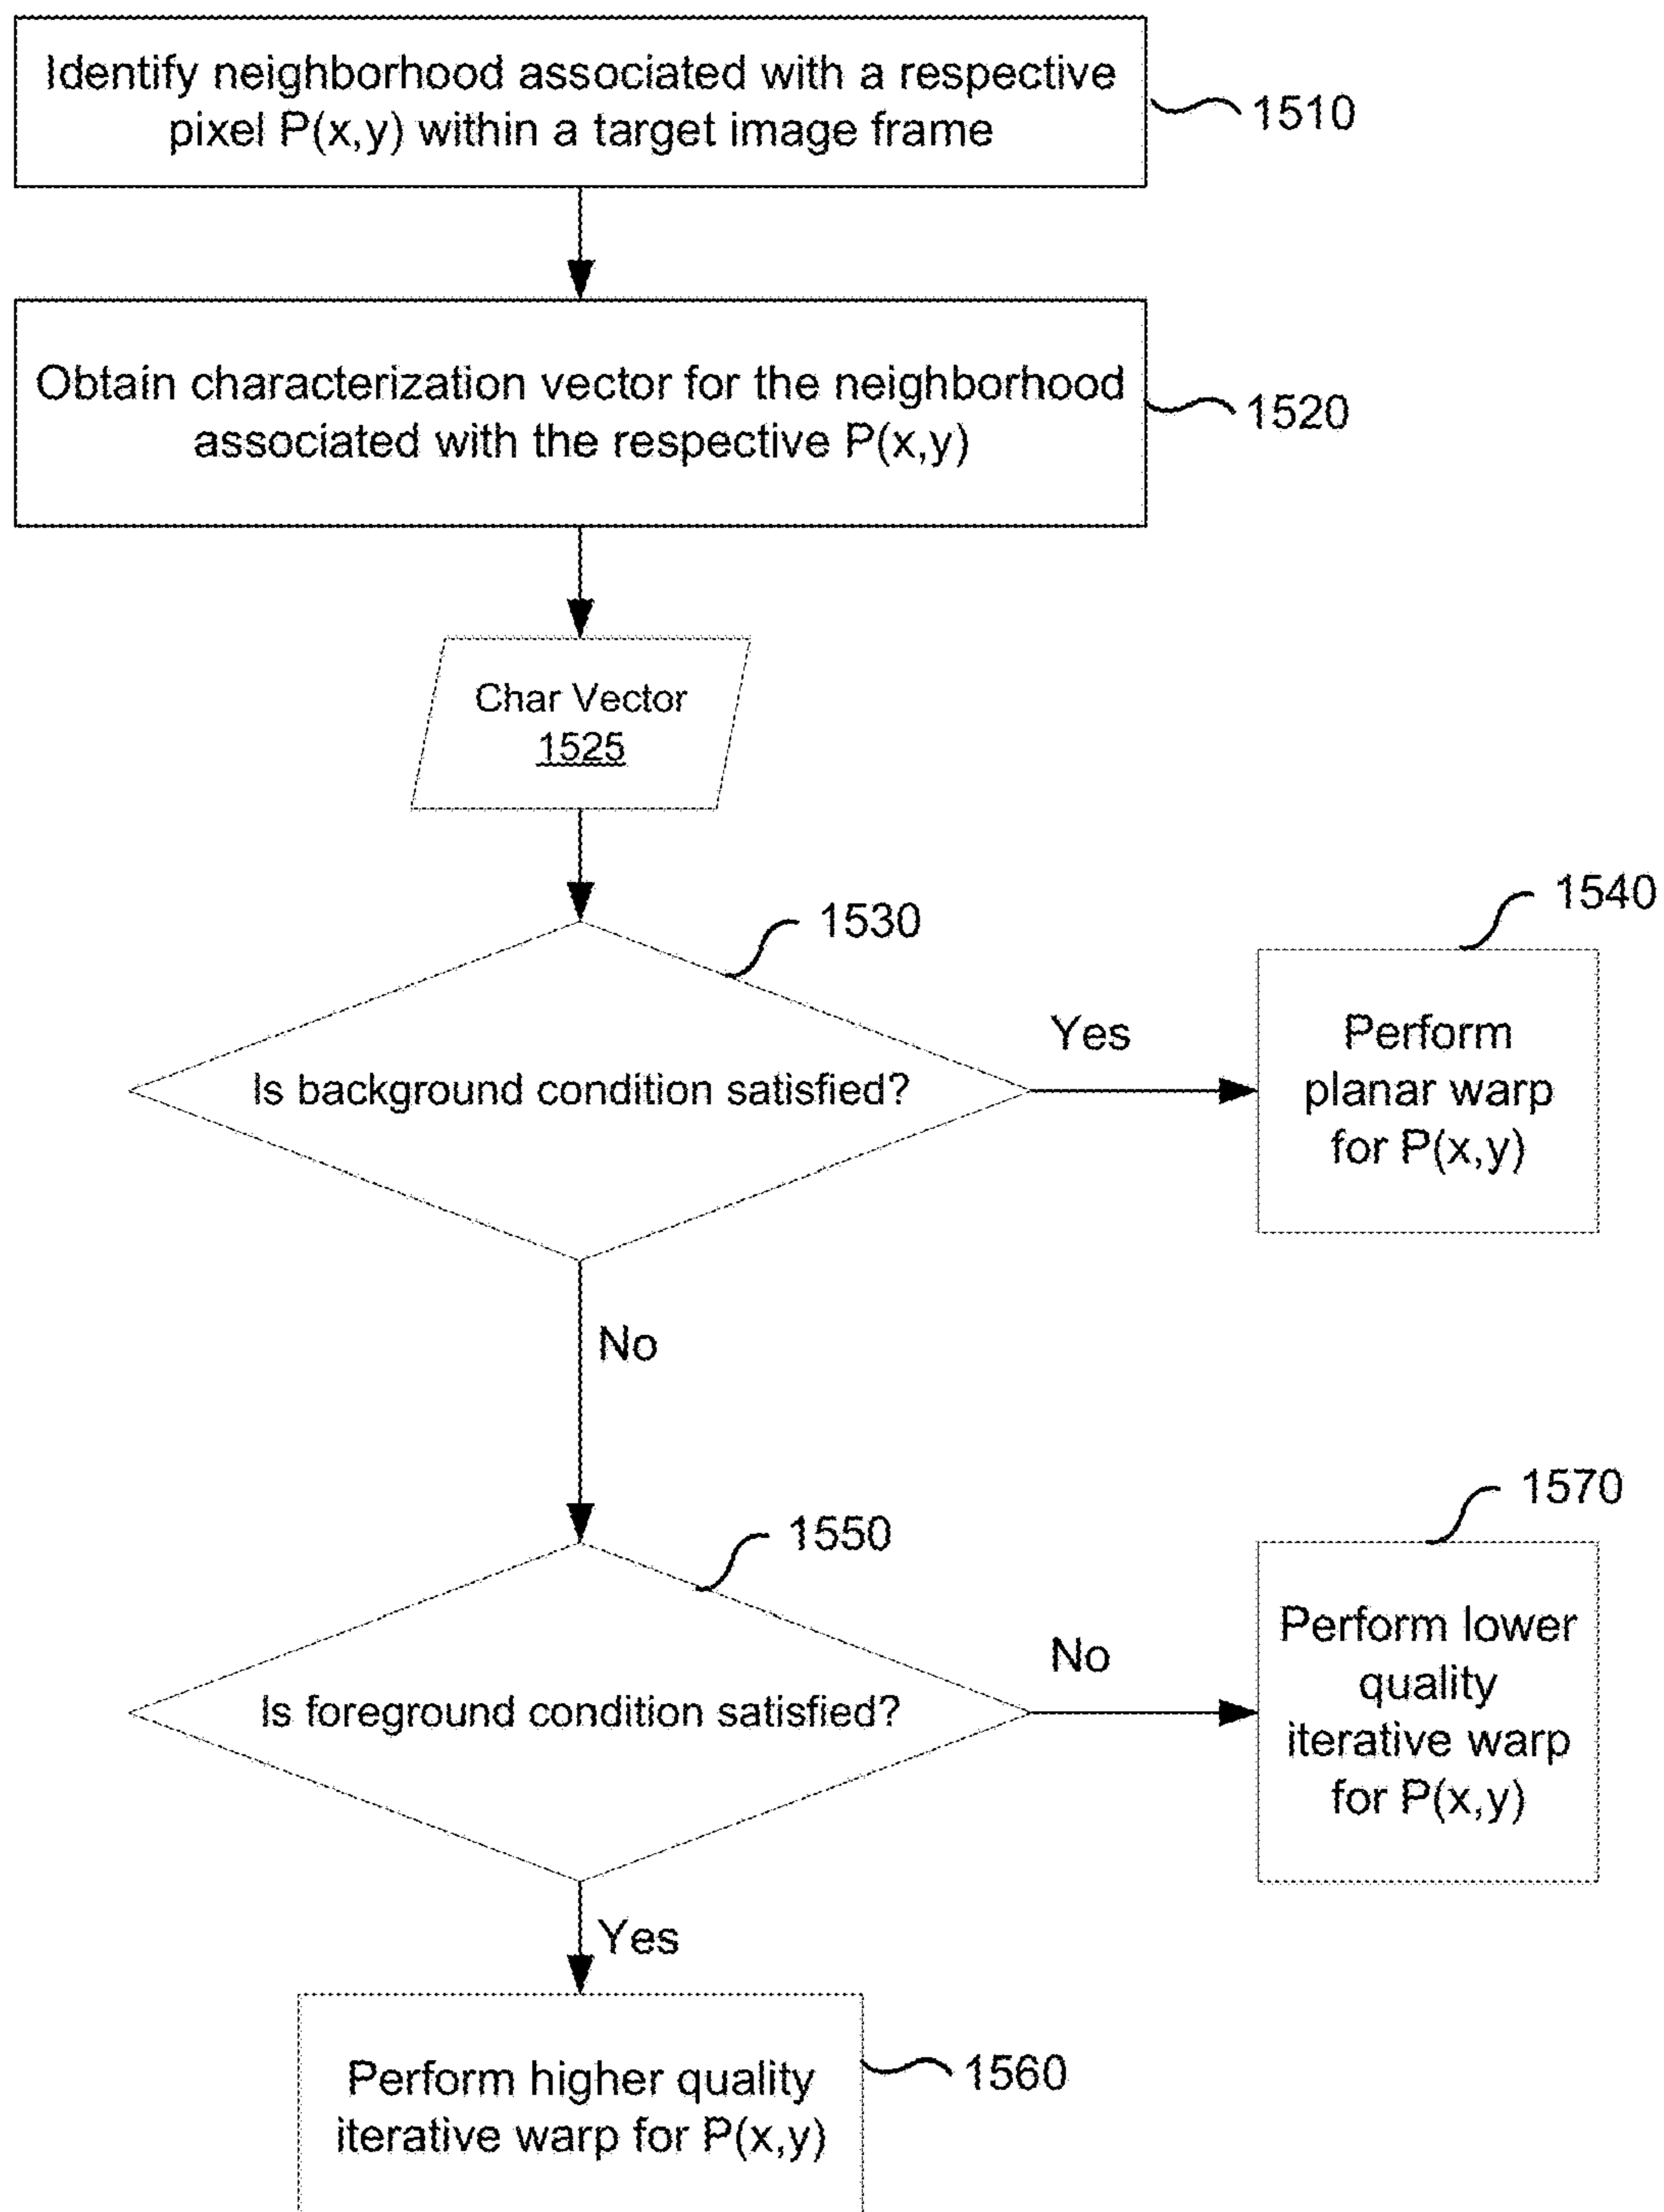 Identify neighborhood associated with a respective
pixel P(x,y) within a target image frame
1510
Obtain characterization vector for the neighborhood
associated with the respective P(x,y)
1520
Char Vector
1525
1530
Is background condition satisfied?
Yes
1540
Perform
planar warp
for P(x,y)
No
1550
Is foreground condition satisfied?
No
1570
Perform lower
quality
iterative warp
for P(x,y)
Yes
Perform higher quality
iterative warp for P(x,y)
1560